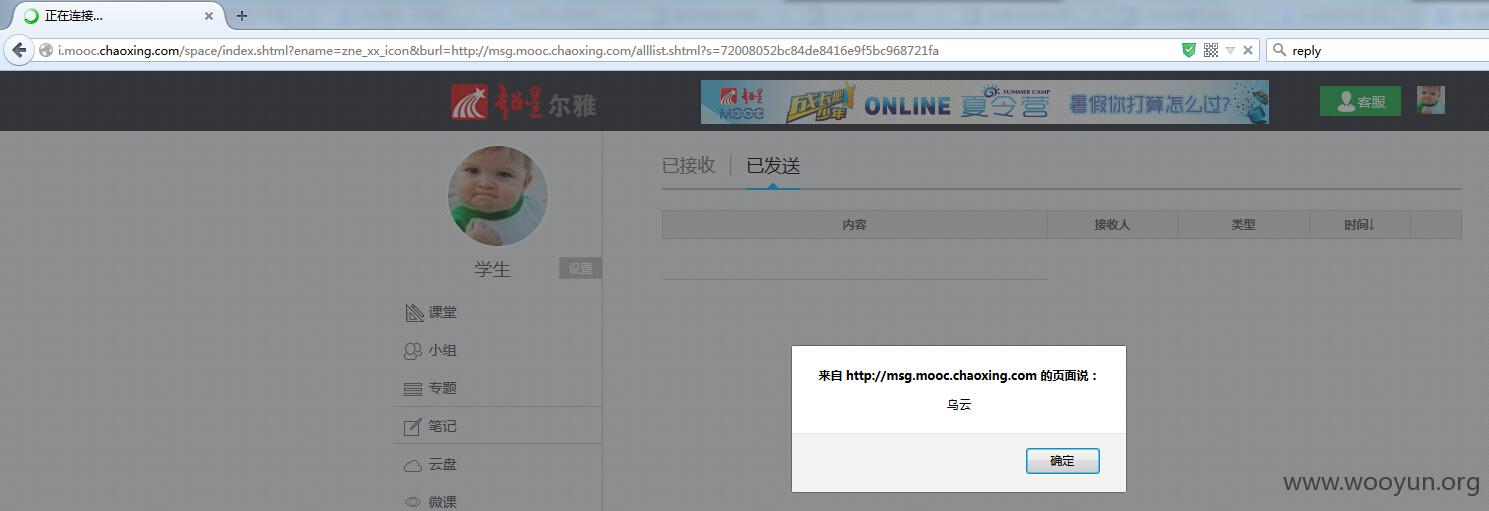 正在连接...
i.mooc.chaoxing.com/space/index.shtml?ename=zne_xx_icon&burl=http://msg.mooc.chaoxing.com/alllist.shtml?s=72008052bc84de8416e9f5bc968721fa
reply
超星尔雅
超星 MOOC 成长吧少年 ONLINE SUMMER CAMP 夏令营 暑假你打算怎么过?
客服
已接收 已发送
内容 接收人 类型 时间↓
学生 设置
课堂
小组
专题
笔记
云盘
微课
来自 http://msg.mooc.chaoxing.com 的页面说：
乌云
确定
www.wooyun.org